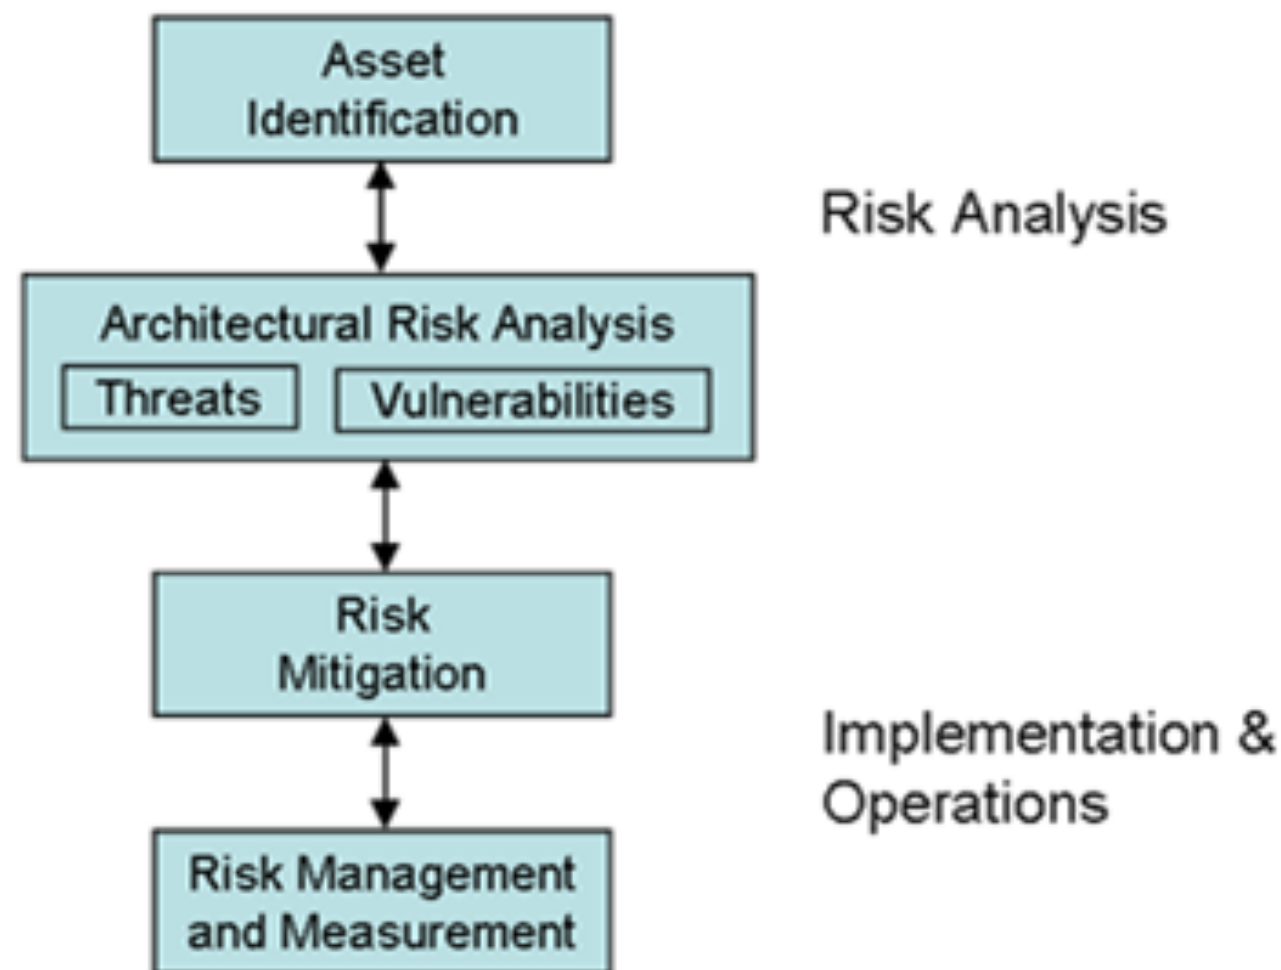 Asset
Identification
Risk Analysis
Architectural Risk Analysis
Threats
Vulnerabilities
Risk
Mitigation
Implementation &
Operations
Risk Management
and Measurement